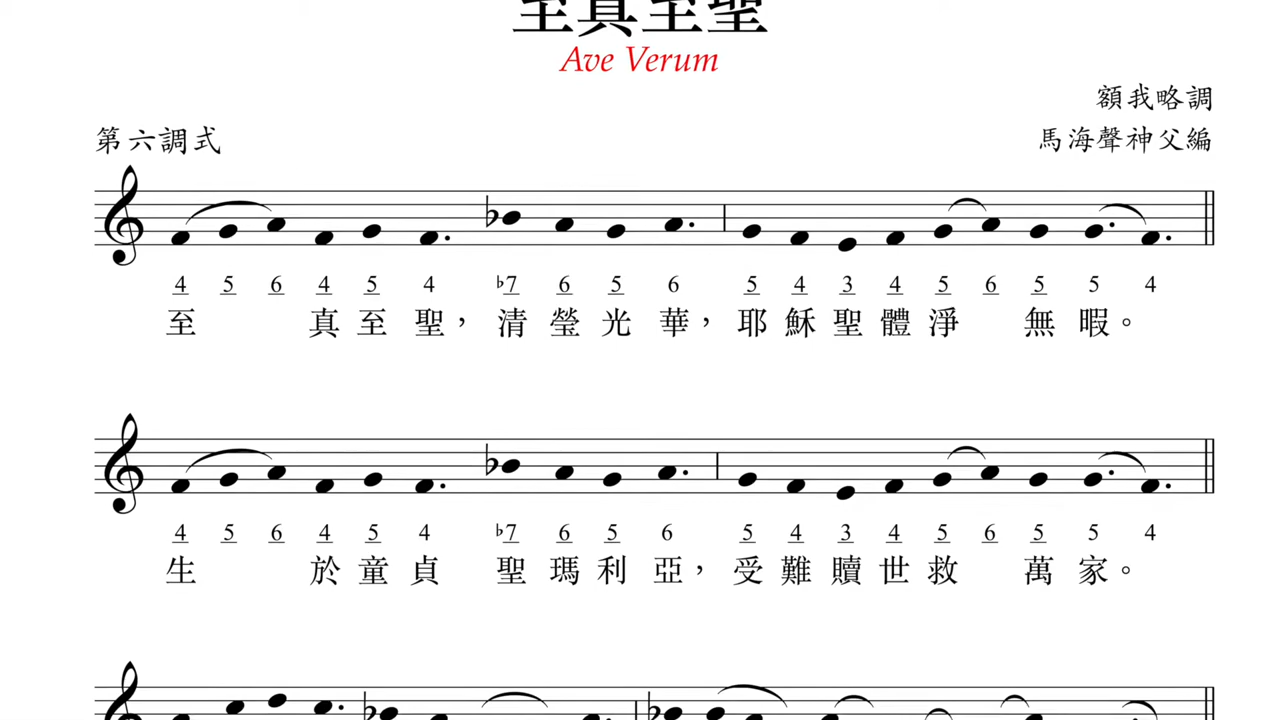 至真至聖
Ave Verum
額我略調
第六調式
馬海聲神父編
4 5 6 4 5 4 ♭7 6 5 6 5 4 3 4 5 6 5 5 4
至 真至聖，清瑩光華，耶穌聖體淨 無暇。
4 5 6 4 5 4 ♭7 6 5 6 5 4 3 4 5 6 5 5 4
生 於童貞 聖瑪利亞，受難贖世救 萬家。